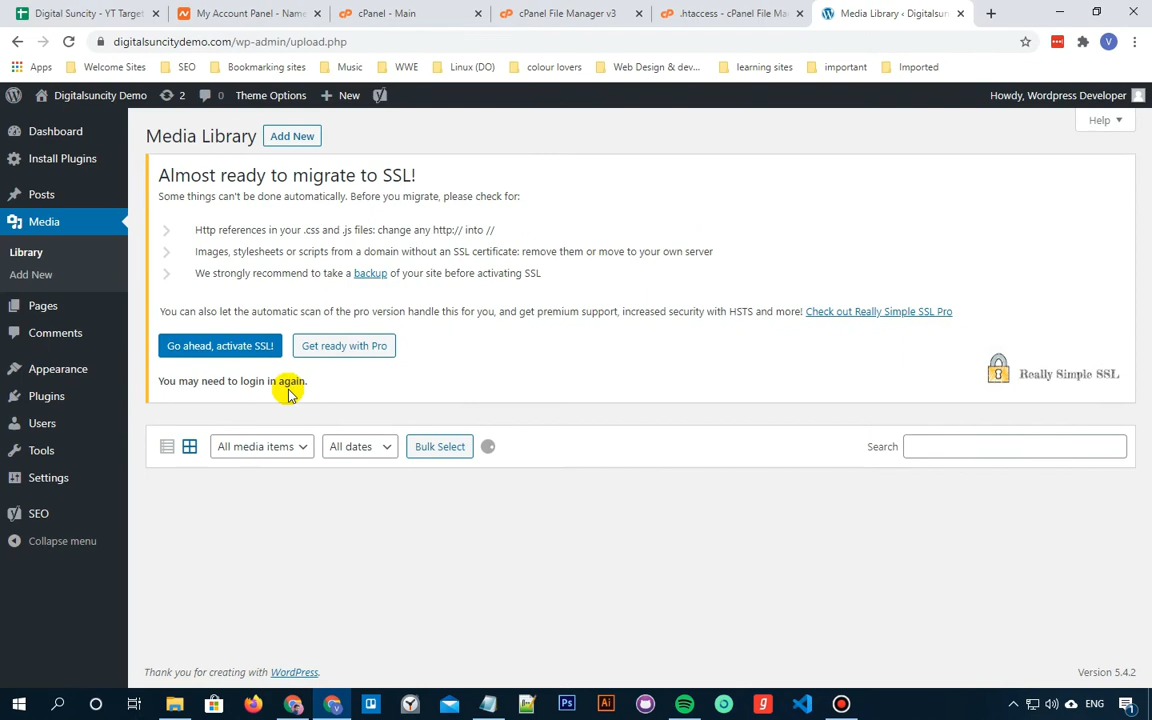 Digital Suncity - YT Target
My Account Panel - Name
cPanel - Main
cPanel File Manager v3
.htaccess - cPanel File Ma
Media Library ‹ Digitalsun
digitalsuncitydemo.com/wp-admin/upload.php
V
Apps
Welcome Sites
SEO
Bookmarking sites
Music
WWE
Linux (DO)
colour lovers
Web Design & dev...
learning sites
important
Imported
Digitalsuncity Demo
2
0
Theme Options
New
Howdy, Wordpress Developer
Help
Dashboard
Install Plugins
Posts
Media
Library
Add New
Pages
Comments
Appearance
Plugins
Users
Tools
Settings
SEO
Collapse menu
Media Library
Add New
Almost ready to migrate to SSL!
Some things can't be done automatically. Before you migrate, please check for:
Http references in your .css and .js files: change any http:// into //
Images, stylesheets or scripts from a domain without an SSL certificate: remove them or move to your own server
We strongly recommend to take a backup of your site before activating SSL
You can also let the automatic scan of the pro version handle this for you, and get premium support, increased security with HSTS and more! Check out Really Simple SSL Pro
Go ahead, activate SSL!
Get ready with Pro
You may need to login in again.
Really Simple SSL
All media items
All dates
Bulk Select
Search
Thank you for creating with WordPress.
Version 5.4.2
Ps
Ai
g
ENG
1